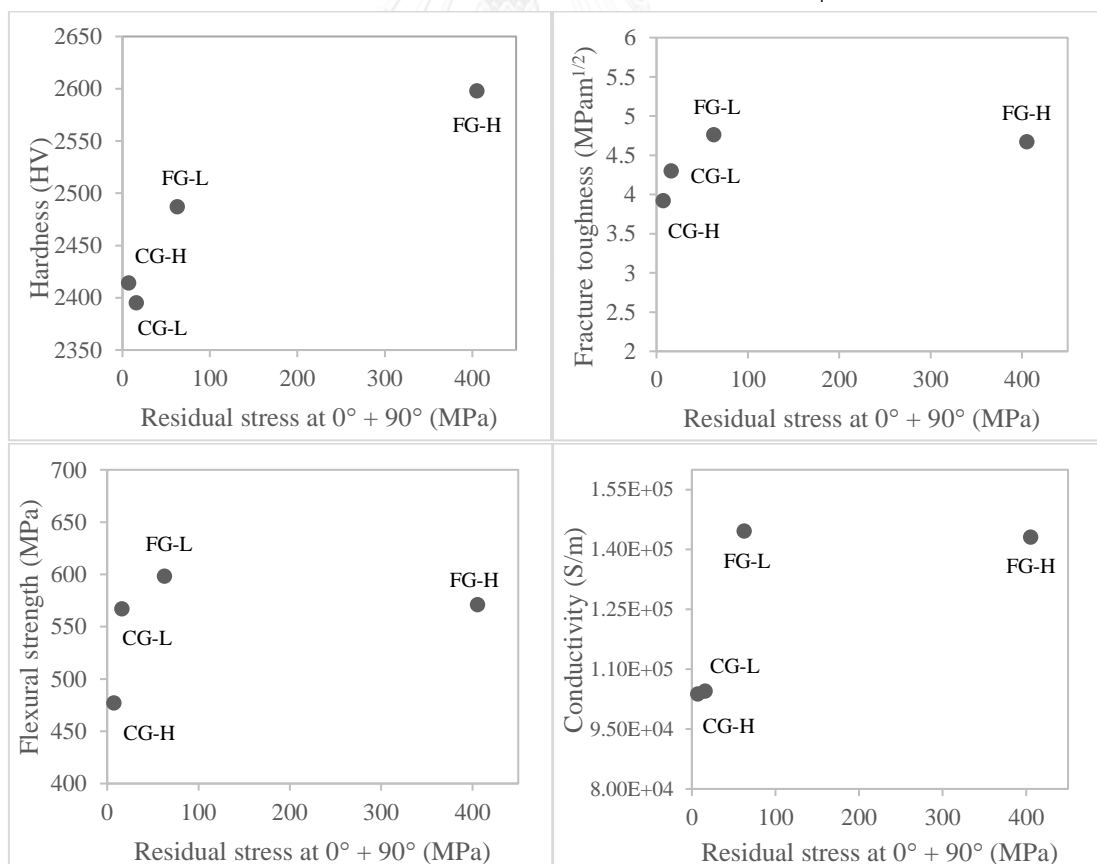 Hardness (HV)
2650
2600
2550
2500
2450
2400
2350
FG-H
FG-L
CG-H
CG-L
0 100 200 300 400
Residual stress at 0° + 90° (MPa)
Fracture toughness (MPam1/2)
6
5.5
5
4.5
4
3.5
3
2.5
2
FG-L
FG-H
CG-L
CG-H
0 100 200 300 400
Residual stress at 0° + 90° (MPa)
Flexural strength (MPa)
700
650
600
550
500
450
400
FG-L
FG-H
CG-L
CG-H
0 100 200 300 400
Residual stress at 0° + 90° (MPa)
Conductivity (S/m)
1.55E+05
1.40E+05
1.25E+05
1.10E+05
9.50E+04
8.00E+04
FG-L
FG-H
CG-L
CG-H
0 100 200 300 400
Residual stress at 0° + 90° (MPa)